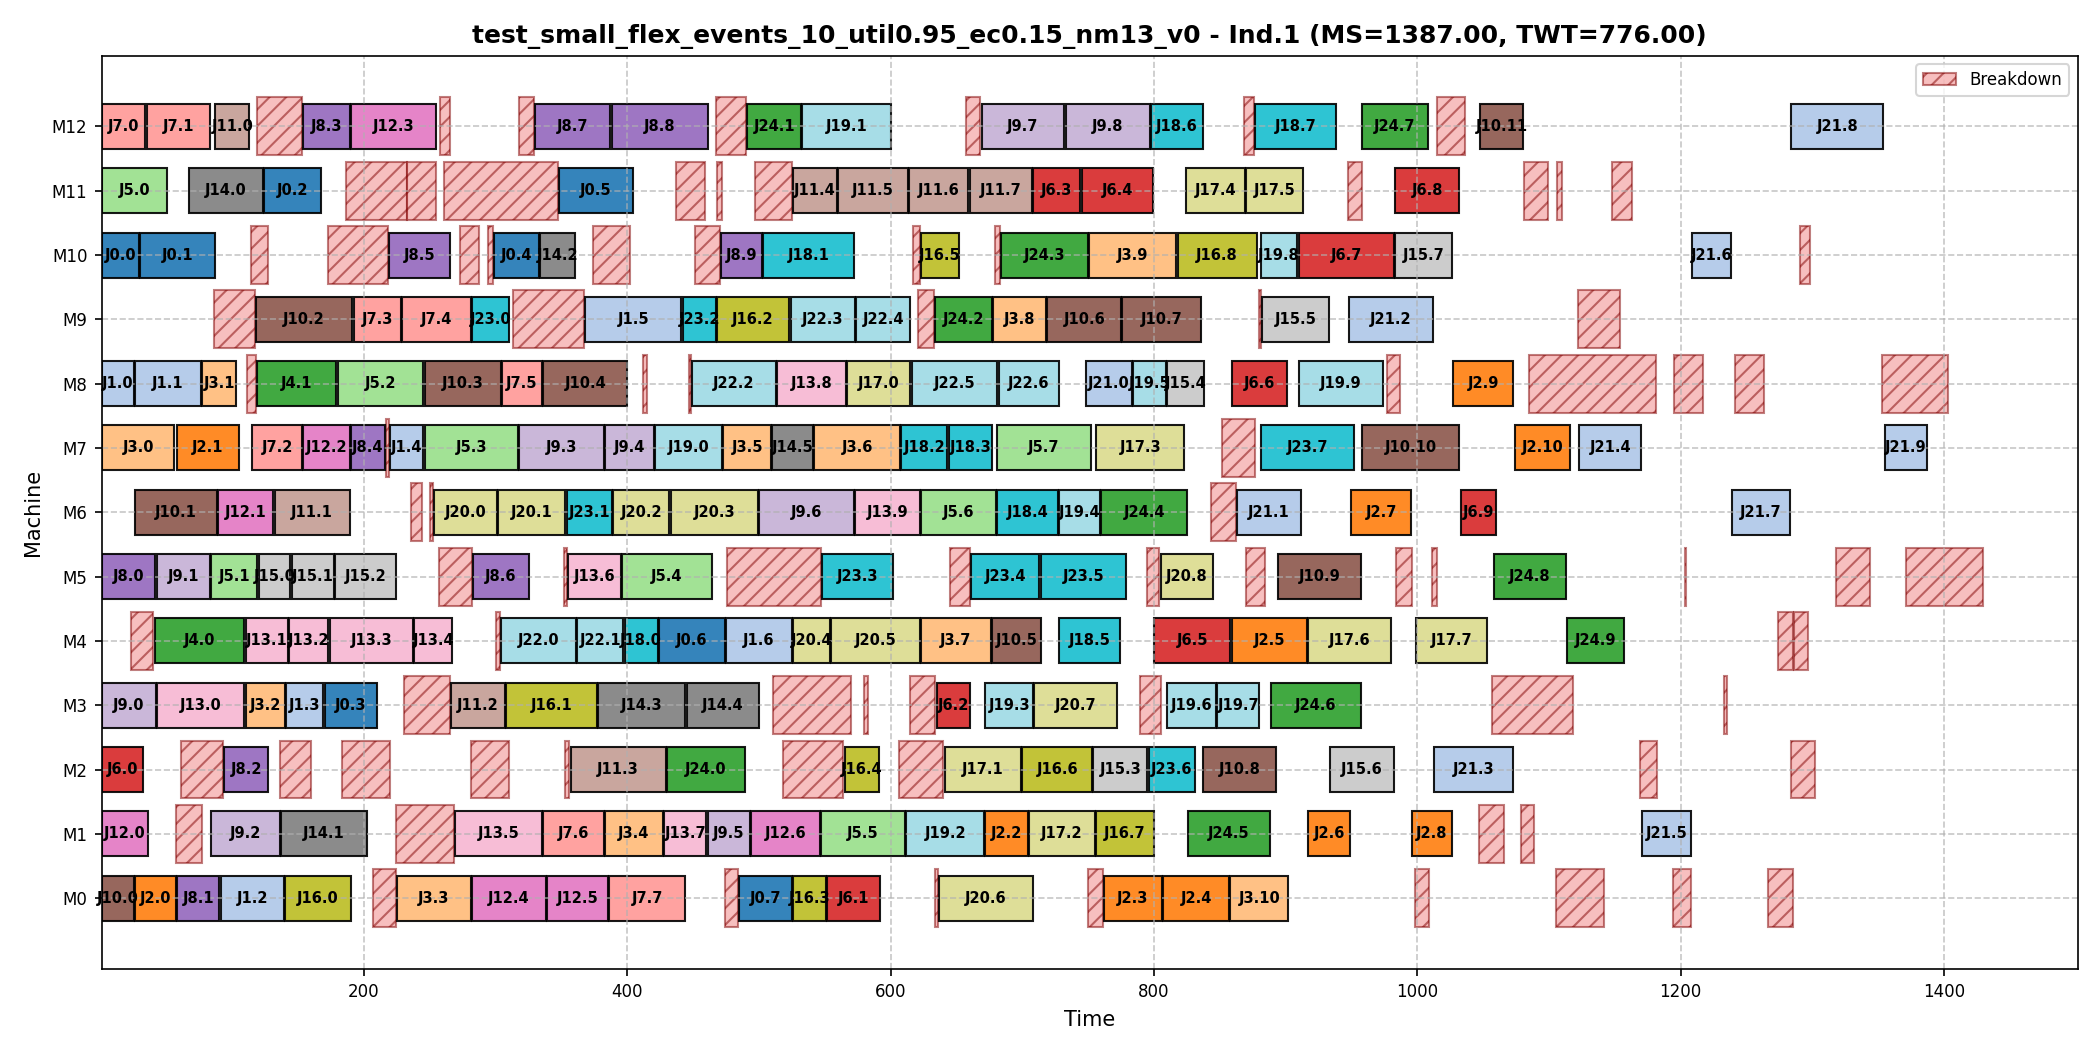 test_small_flex_events_10_util0.95_ec0.15_nm13_v0 - Ind.1 (MS=1387.00, TWT=776.00)
Breakdown
M12 J7.0 J7.1 J11.0 J8.3 J12.3 J8.7 J8.8 J24.1 J19.1 J9.7 J9.8 J18.6 J18.7 J24.7 J10.11 J21.8
M11 J5.0 J14.0 J0.2 J0.5 J11.4 J11.5 J11.6 J11.7 J6.3 J6.4 J17.4 J17.5 J6.8
M10 J0.0 J0.1 J8.5 J0.4 J14.2 J8.9 J18.1 J16.5 J24.3 J3.9 J16.8 J19.8 J6.7 J15.7 J21.6
M9 J10.2 J7.3 J7.4 J23.0 J1.5 J23.2 J16.2 J22.3 J22.4 J24.2 J3.8 J10.6 J10.7 J15.5 J21.2
M8 J1.0 J1.1 J3.1 J4.1 J5.2 J10.3 J7.5 J10.4 J22.2 J13.8 J17.0 J22.5 J22.6 J21.0 J19.5 J15.4 J6.6 J19.9 J2.9
M7 J3.0 J2.1 J7.2 J12.2 J8.4 J1.4 J5.3 J9.3 J9.4 J19.0 J3.5 J14.5 J3.6 J18.2 J18.3 J5.7 J17.3 J23.7 J10.10 J2.10 J21.4 J21.9
M6 J10.1 J12.1 J11.1 J20.0 J20.1 J23.1 J20.2 J20.3 J9.6 J13.9 J5.6 J18.4 J19.4 J24.4 J21.1 J2.7 J6.9 J21.7
M5 J8.0 J9.1 J5.1 J15.0 J15.1 J15.2 J8.6 J13.6 J5.4 J23.3 J23.4 J23.5 J20.8 J10.9 J24.8
M4 J4.0 J13.1 J13.2 J13.3 J13.4 J22.0 J22.1 J18.0 J0.6 J1.6 J20.4 J20.5 J3.7 J10.5 J18.5 J6.5 J2.5 J17.6 J17.7 J24.9
M3 J9.0 J13.0 J3.2 J1.3 J0.3 J11.2 J16.1 J14.3 J14.4 J6.2 J19.3 J20.7 J19.6 J19.7 J24.6
M2 J6.0 J8.2 J11.3 J24.0 J16.4 J17.1 J16.6 J15.3 J23.6 J10.8 J15.6 J21.3
M1 J12.0 J9.2 J14.1 J13.5 J7.6 J3.4 J13.7 J9.5 J12.6 J5.5 J19.2 J2.2 J17.2 J16.7 J24.5 J2.6 J2.8 J21.5
M0 J10.0 J2.0 J8.1 J1.2 J16.0 J3.3 J12.4 J12.5 J7.7 J0.7 J16.3 J6.1 J20.6 J2.3 J2.4 J3.10
200 400 600 800 1000 1200 1400
Time
Machine